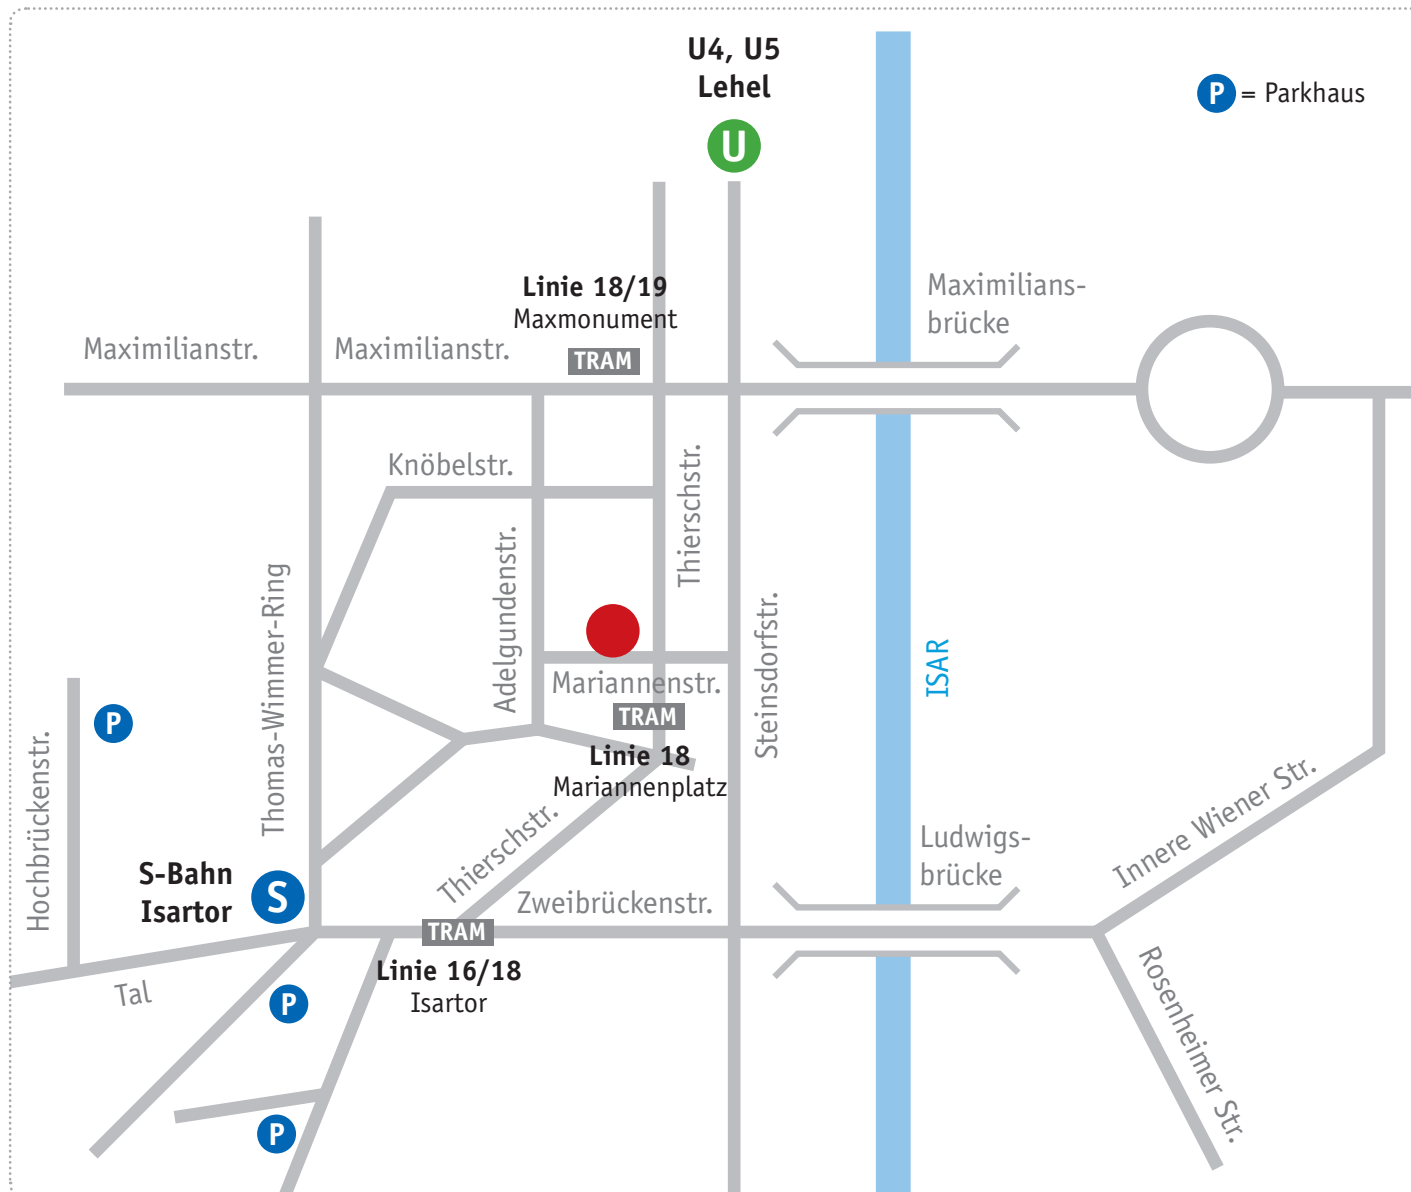 U4, U5
Lehel
U
P = Parkhaus
Linie 18/19
Maxmonument
TRAM
Maximilians-
brücke
Maximilianstr.
Maximilianstr.
Knöbelstr.
Thierschstr.
Adelgundenstr.
Thomas-Wimmer-Ring
Mariannenstr.
TRAM
Linie 18
Mariannenplatz
Steinsdorfstr.
ISAR
P
Hochbrückenstr.
Innere Wiener Str.
Ludwigs-
brücke
Thierschstr.
S-Bahn
Isartor
S
Zweibrückenstr.
TRAM
Linie 16/18
Isartor
Tal
P
Rosenheimer Str.
P